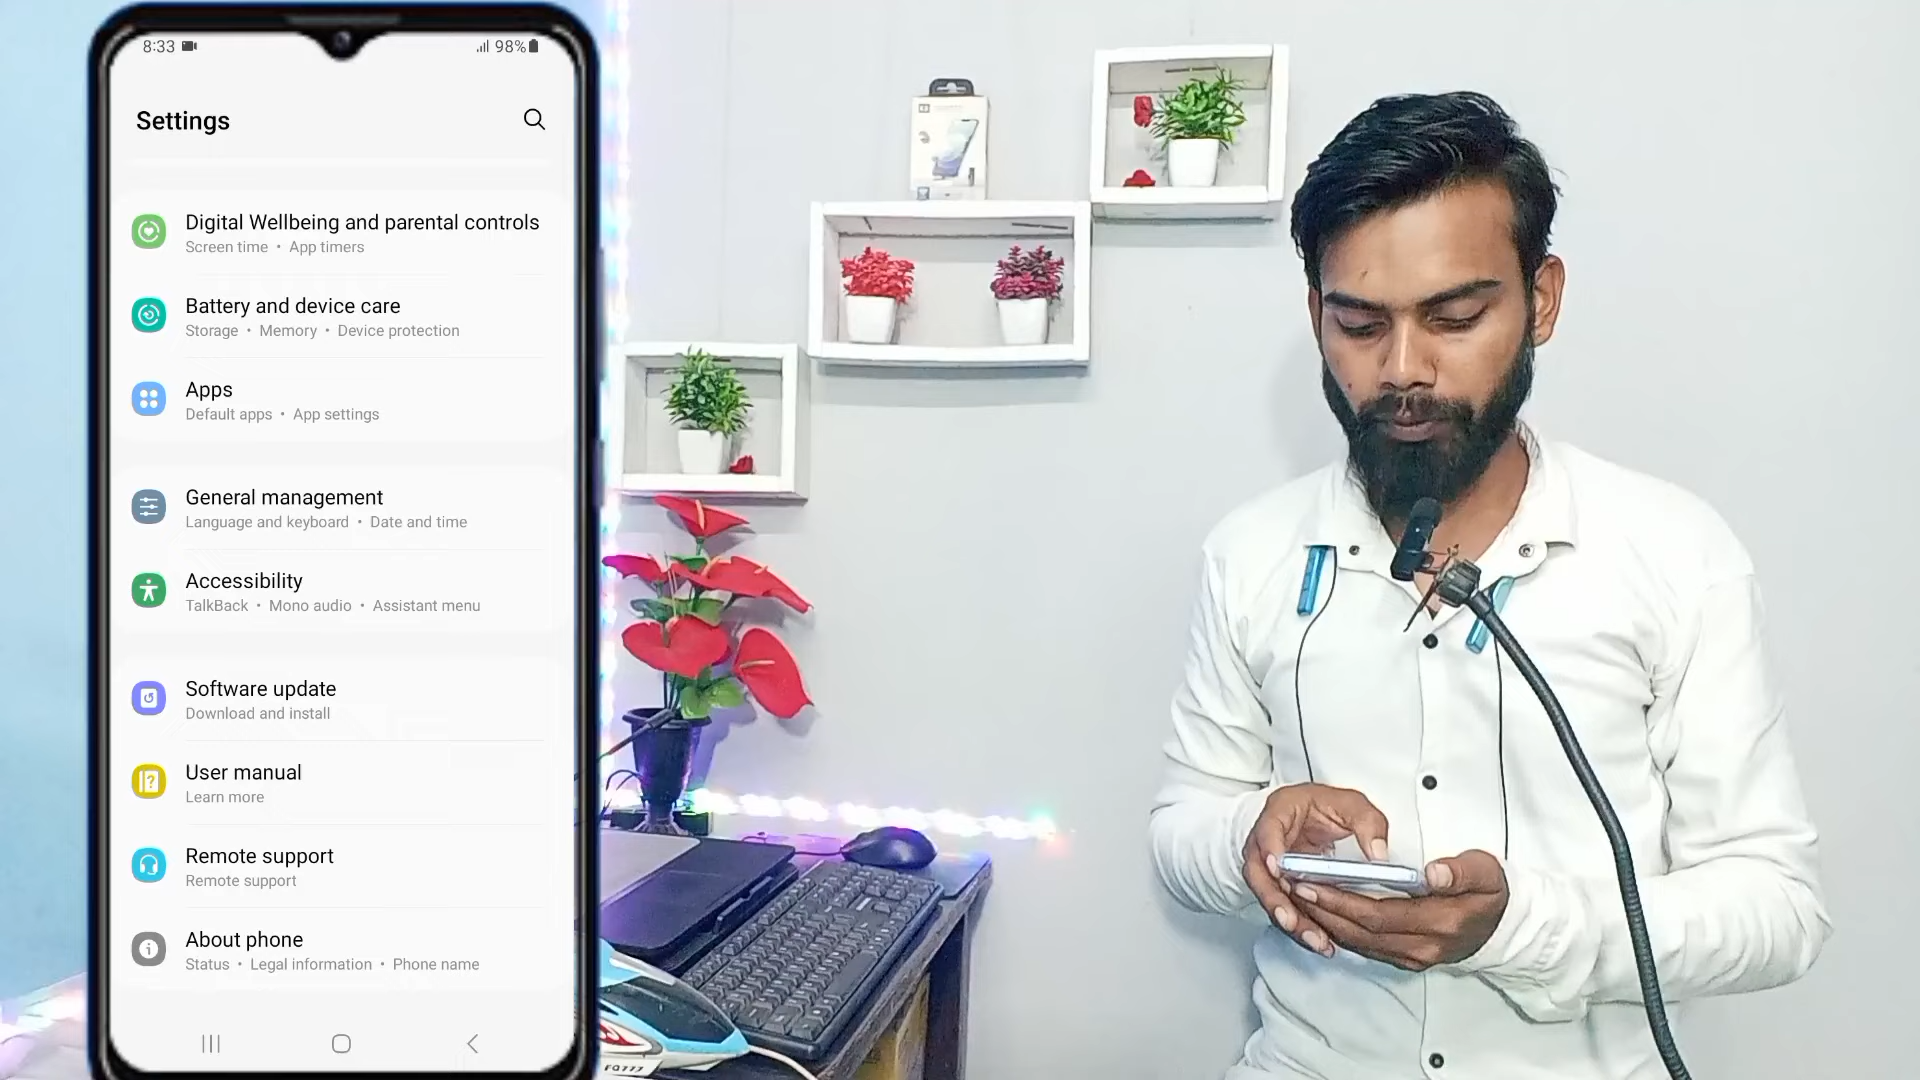 8:33
98%
Settings
Digital Wellbeing and parental controls
Screen time • App timers
Battery and device care
Storage • Memory • Device protection
Apps
Default apps • App settings
General management
Language and keyboard • Date and time
Accessibility
TalkBack • Mono audio • Assistant menu
Software update
Download and install
User manual
Learn more
Remote support
Remote support
About phone
Status • Legal information • Phone name